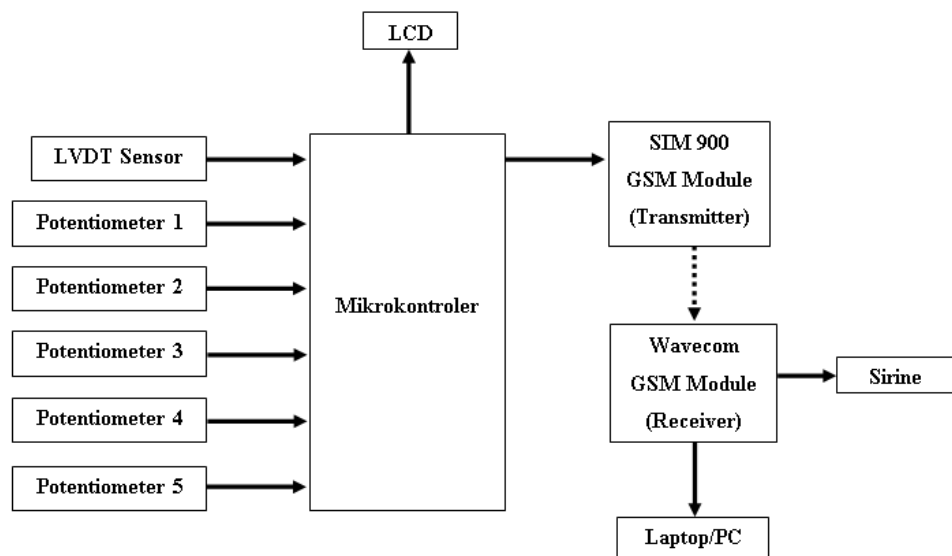 LCD
LVDT Sensor
Potentiometer 1
Potentiometer 2
Potentiometer 3
Potentiometer 4
Potentiometer 5
Mikrokontroler
SIM 900
GSM Module
(Transmitter)
Wavecom
GSM Module
(Receiver)
Sirine
Laptop/PC